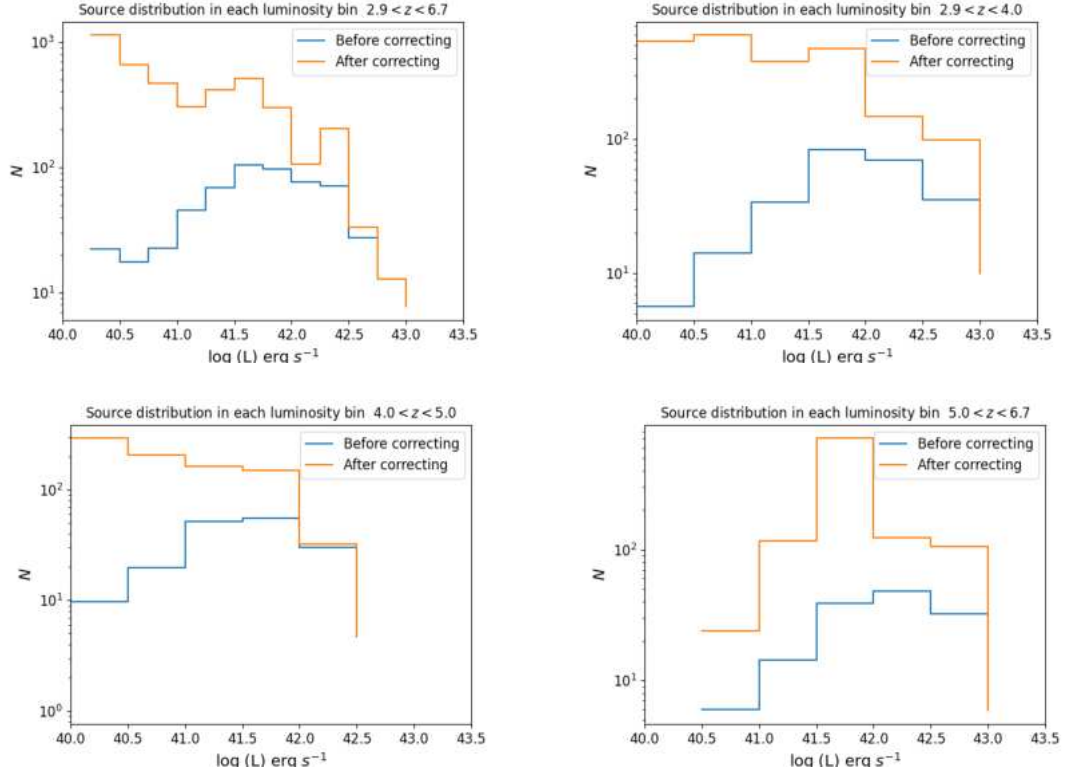 Source distribution in each luminosity bin 2.9 < z < 6.7
Before correcting
After correcting
10³
10²
10¹
N
40.0 40.5 41.0 41.5 42.0 42.5 43.0 43.5
log (L) erg s⁻¹
Source distribution in each luminosity bin 2.9 < z < 4.0
Before correcting
After correcting
10²
10¹
N
40.0 40.5 41.0 41.5 42.0 42.5 43.0 43.5
log (L) erg s⁻¹
Source distribution in each luminosity bin 4.0 < z < 5.0
Before correcting
After correcting
10²
10¹
10⁰
N
40.0 40.5 41.0 41.5 42.0 42.5 43.0 43.5
log (L) erg s⁻¹
Source distribution in each luminosity bin 5.0 < z < 6.7
Before correcting
After correcting
10²
10¹
N
40.0 40.5 41.0 41.5 42.0 42.5 43.0 43.5
log (L) erg s⁻¹